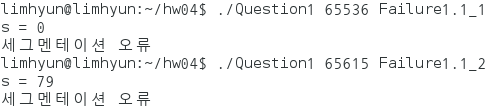 limhyun@limhyun:~/hw04$ ./Question1 65536 Failure1.1_1
s = 0
세그멘테이션 오류
limhyun@limhyun:~/hw04$ ./Question1 65615 Failure1.1_2
s = 79
세그멘테이션 오류